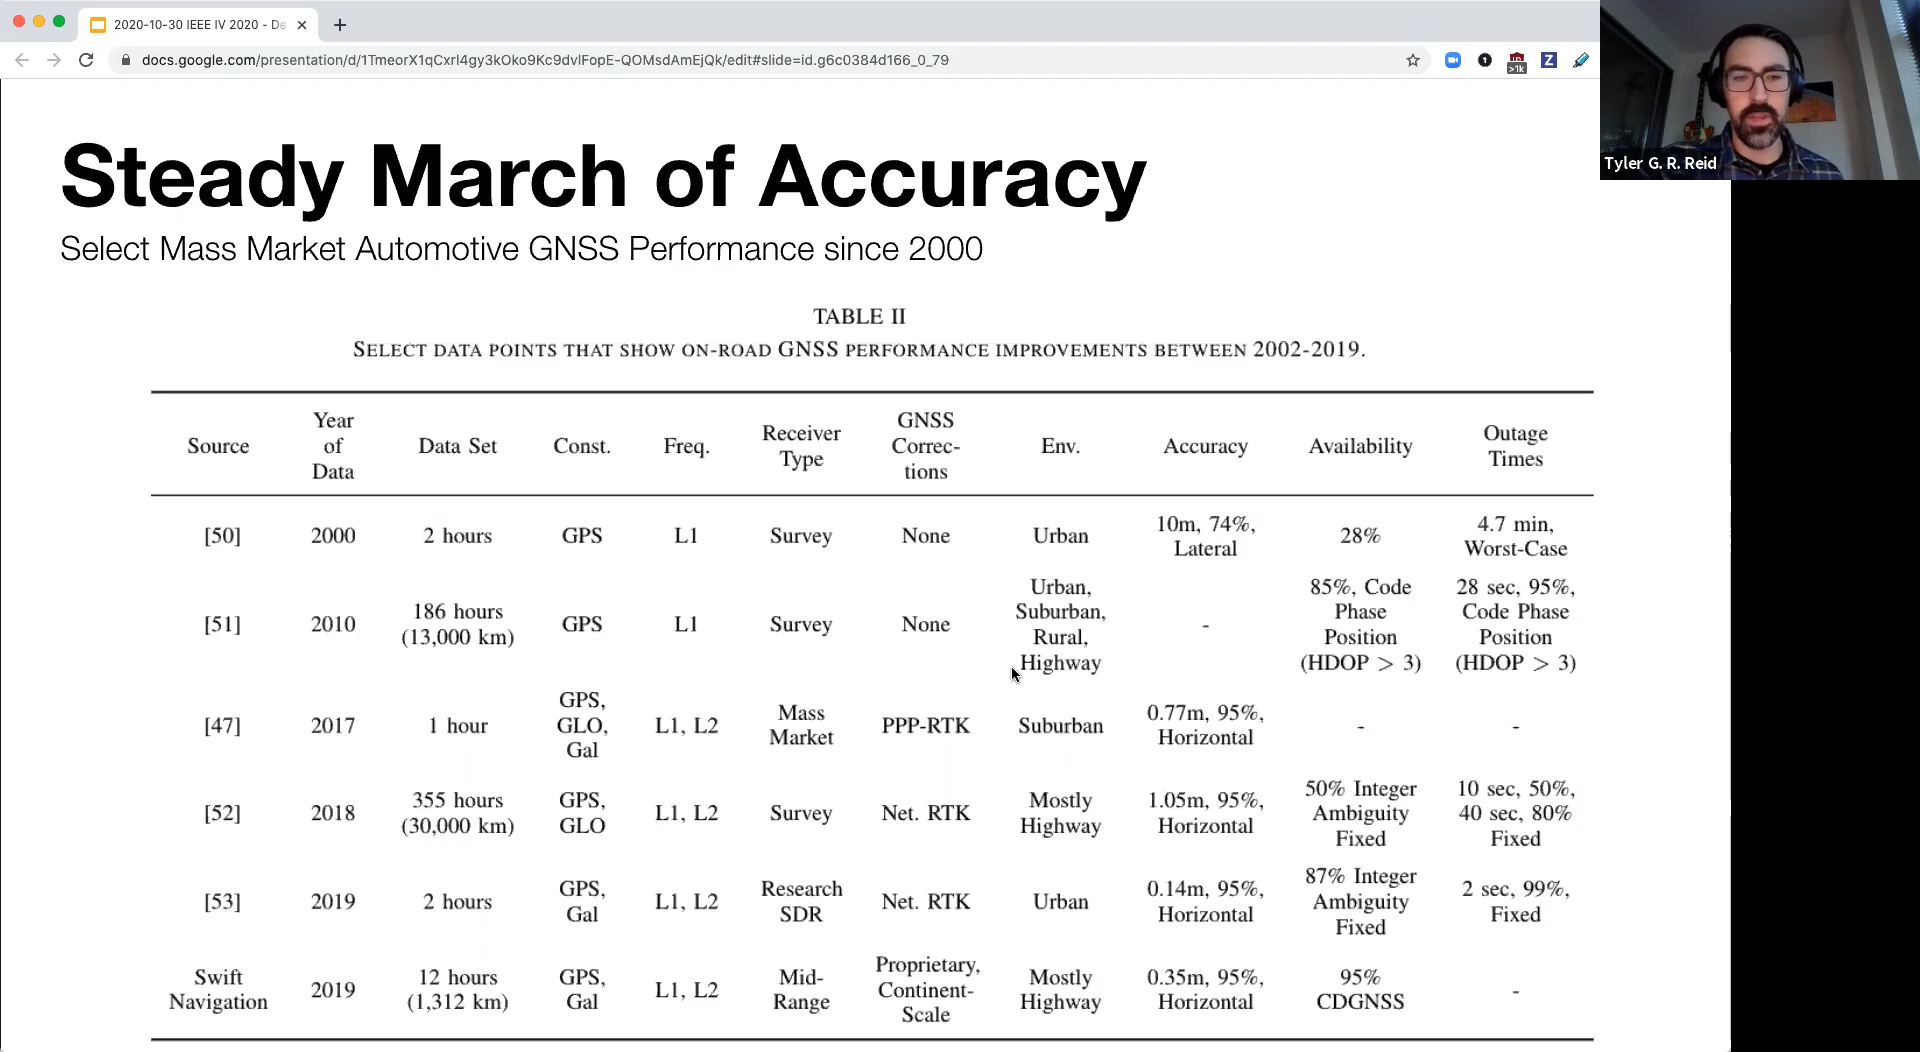 2020-10-30 IEEE IV 2020 - De
docs.google.com/presentation/d/1TmeorX1qCxrl4gy3kOko9Kc9dvlFopE-QOMsdAmEjQk/edit#slide=id.g6c0384d166_0_79
>1k
Z
Tyler G. R. Reid
Steady March of Accuracy
Select Mass Market Automotive GNSS Performance since 2000
TABLE II
SELECT DATA POINTS THAT SHOW ON-ROAD GNSS PERFORMANCE IMPROVEMENTS BETWEEN 2002-2019.
Source
Year
of
Data
Data Set
Const.
Freq.
Receiver
Type
GNSS
Correc-
tions
Env.
Accuracy
Availability
Outage
Times
[50]
2000
2 hours
GPS
L1
Survey
None
Urban
10m, 74%,
Lateral
28%
4.7 min,
Worst-Case
[51]
2010
186 hours
(13,000 km)
GPS
L1
Survey
None
Urban,
Suburban,
Rural,
Highway
-
85%, Code
Phase
Position
(HDOP > 3)
28 sec, 95%,
Code Phase
Position
(HDOP > 3)
[47]
2017
1 hour
GPS,
GLO,
Gal
L1, L2
Mass
Market
PPP-RTK
Suburban
0.77m, 95%,
Horizontal
-
-
[52]
2018
355 hours
(30,000 km)
GPS,
GLO
L1, L2
Survey
Net. RTK
Mostly
Highway
1.05m, 95%,
Horizontal
50% Integer
Ambiguity
Fixed
10 sec, 50%,
40 sec, 80%
Fixed
[53]
2019
2 hours
GPS,
Gal
L1, L2
Research
SDR
Net. RTK
Urban
0.14m, 95%,
Horizontal
87% Integer
Ambiguity
Fixed
2 sec, 99%,
Fixed
Swift
Navigation
2019
12 hours
(1,312 km)
GPS,
Gal
L1, L2
Mid-
Range
Proprietary,
Continent-
Scale
Mostly
Highway
0.35m, 95%,
Horizontal
95%
CDGNSS
-